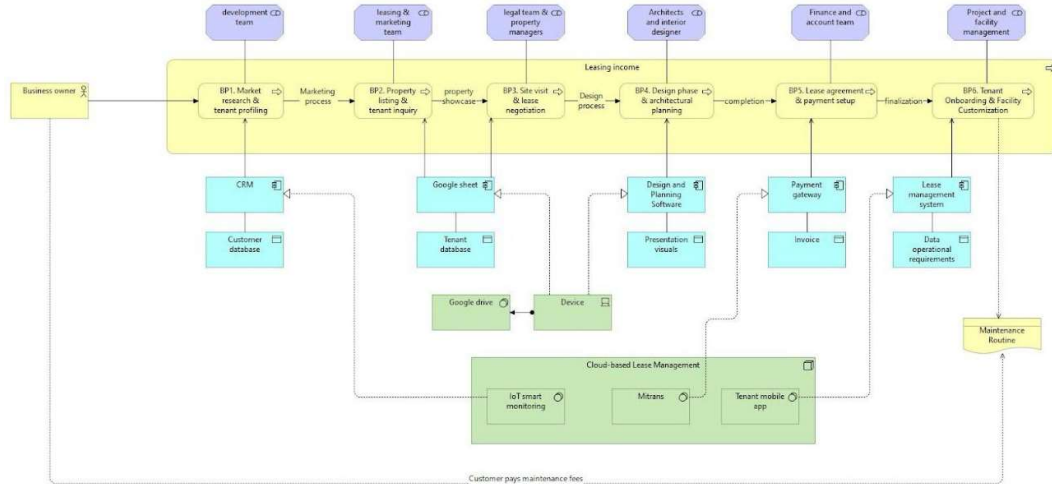 development
team
leasing &
marketing
team
legal team &
property
managers
Architects
and interior
designer
Finance and
account team
Project and
facility
management
Leasing income
Business owner
BP1. Market
research &
tenant profiling
Marketing
process
BP2. Property
listing &
tenant inquiry
property
showcase
BP3. Site visit
& lease
negotiation
Design
process
BP4. Design phase
& architectural
planning
completion
BP5. Lease agreement
& payment setup
finalization
BP6. Tenant
Onboarding & Facility
Customization
CRM
Google sheet
Design and
Planning
Software
Payment
gateway
Lease
management
system
Customer
database
Tenant
database
Presentation
visuals
Invoice
Data
operational
requirements
Google drive
Device
Maintenance
Routine
Cloud-based Lease Management
IoT smart
monitoring
Mitrans
Tenant mobile
app
Customer pays maintenance fees